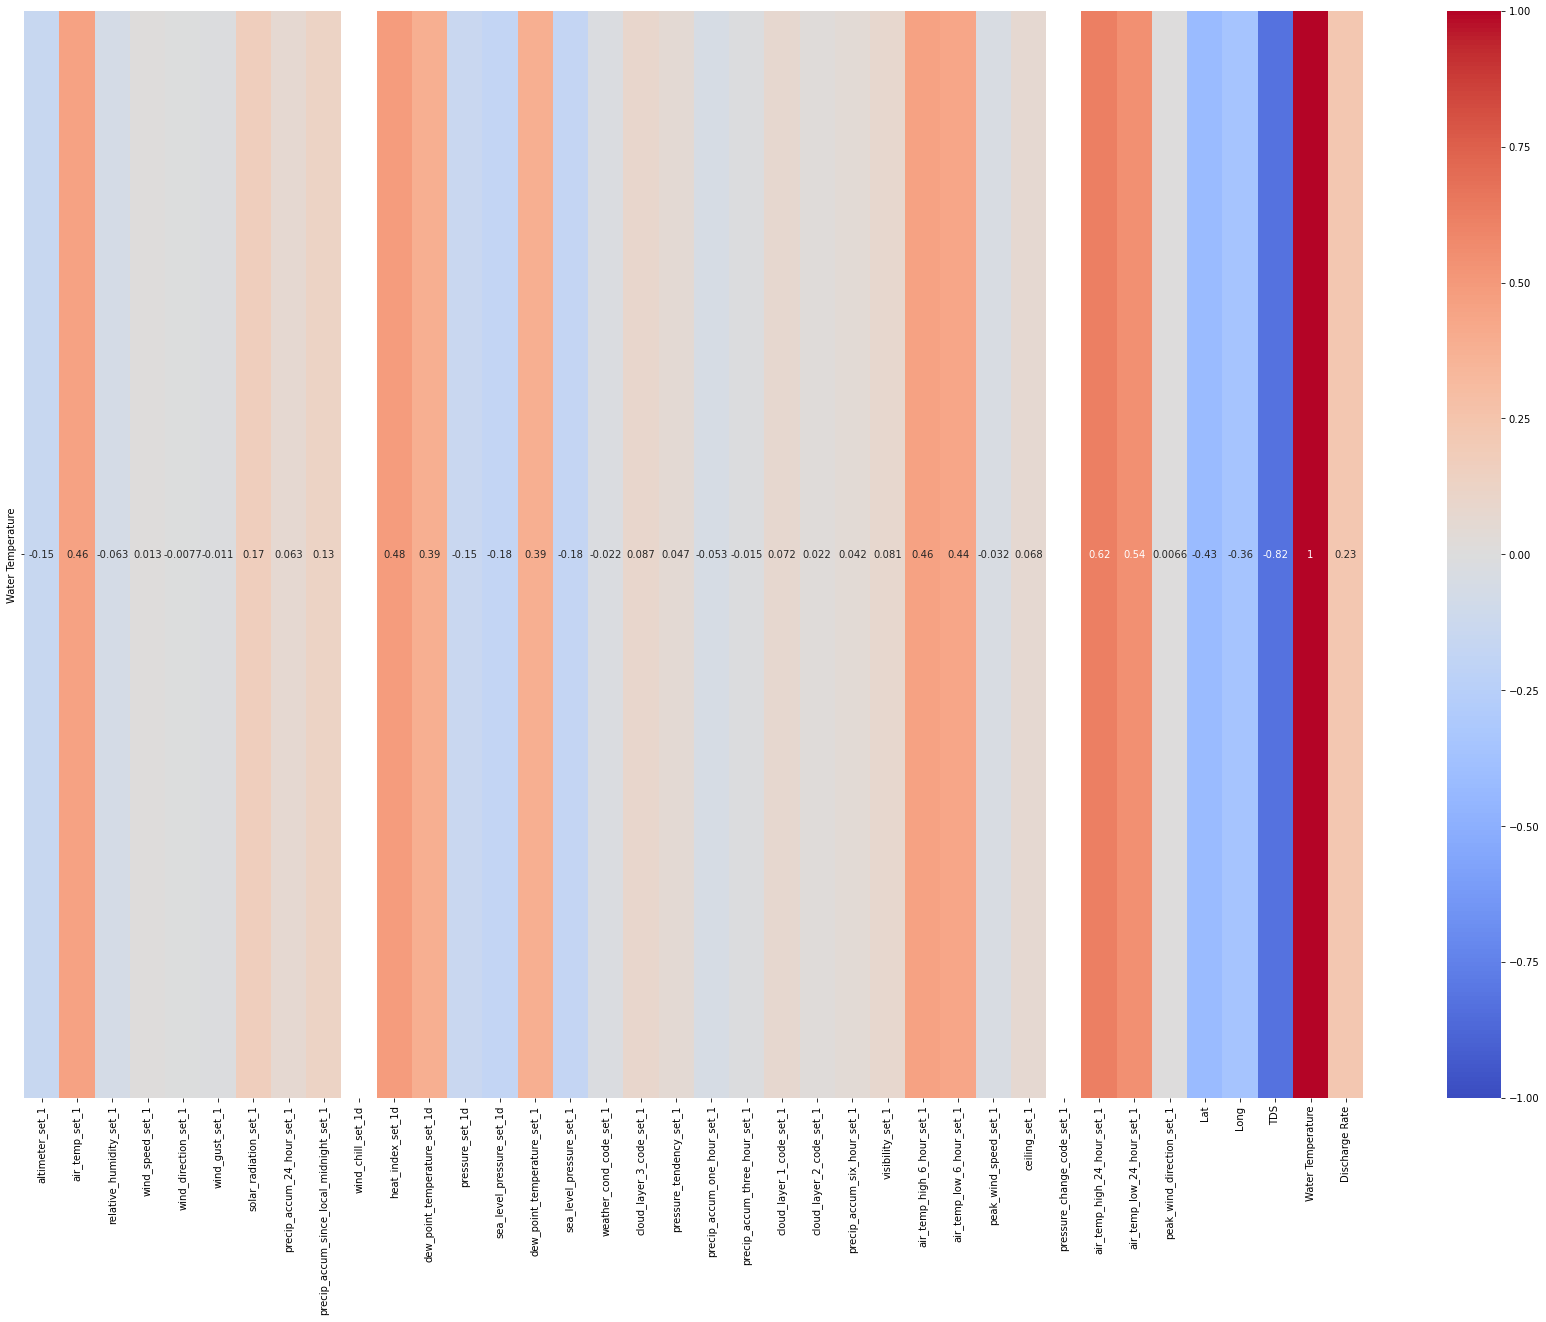 Water Temperature
-0.15
0.46
-0.063
0.013
-0.0077
-0.011
0.17
0.063
0.13
0.48
0.39
-0.15
-0.18
0.39
-0.18
-0.022
0.087
0.047
-0.053
-0.015
0.072
0.022
0.042
0.081
0.46
0.44
-0.032
0.068
0.62
0.54
0.0066
-0.43
-0.36
-0.82
1
0.23
altimeter_set_1
air_temp_set_1
relative_humidity_set_1
wind_speed_set_1
wind_direction_set_1
wind_gust_set_1
solar_radiation_set_1
precip_accum_24_hour_set_1
precip_accum_since_local_midnight_set_1
wind_chill_set_1d
heat_index_set_1d
dew_point_temperature_set_1d
pressure_set_1d
sea_level_pressure_set_1d
dew_point_temperature_set_1
sea_level_pressure_set_1
weather_cond_code_set_1
cloud_layer_3_code_set_1
pressure_tendency_set_1
precip_accum_one_hour_set_1
precip_accum_three_hour_set_1
cloud_layer_1_code_set_1
cloud_layer_2_code_set_1
precip_accum_six_hour_set_1
visibility_set_1
air_temp_high_6_hour_set_1
air_temp_low_6_hour_set_1
peak_wind_speed_set_1
ceiling_set_1
pressure_change_code_set_1
air_temp_high_24_hour_set_1
air_temp_low_24_hour_set_1
peak_wind_direction_set_1
Lat
Long
TDS
Water Temperature
Discharge Rate
1.00
0.75
0.50
0.25
0.00
−0.25
−0.50
−0.75
−1.00